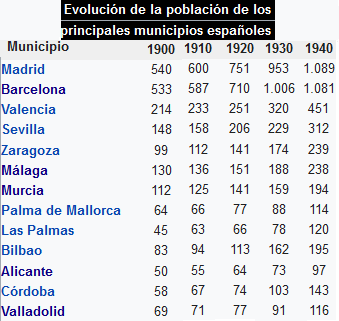 Evolución de la población de los
principales municipios españoles
Municipio 1900 1910 1920 1930 1940
Madrid 540 600 751 953 1.089
Barcelona 533 587 710 1.006 1.081
Valencia 214 233 251 320 451
Sevilla 148 158 206 229 312
Zaragoza 99 112 141 174 239
Málaga 130 136 151 188 238
Murcia 112 125 141 159 194
Palma de Mallorca 64 66 77 88 114
Las Palmas 45 63 66 78 120
Bilbao 83 94 113 162 195
Alicante 50 55 64 73 97
Córdoba 58 67 74 103 143
Valladolid 69 71 77 91 116